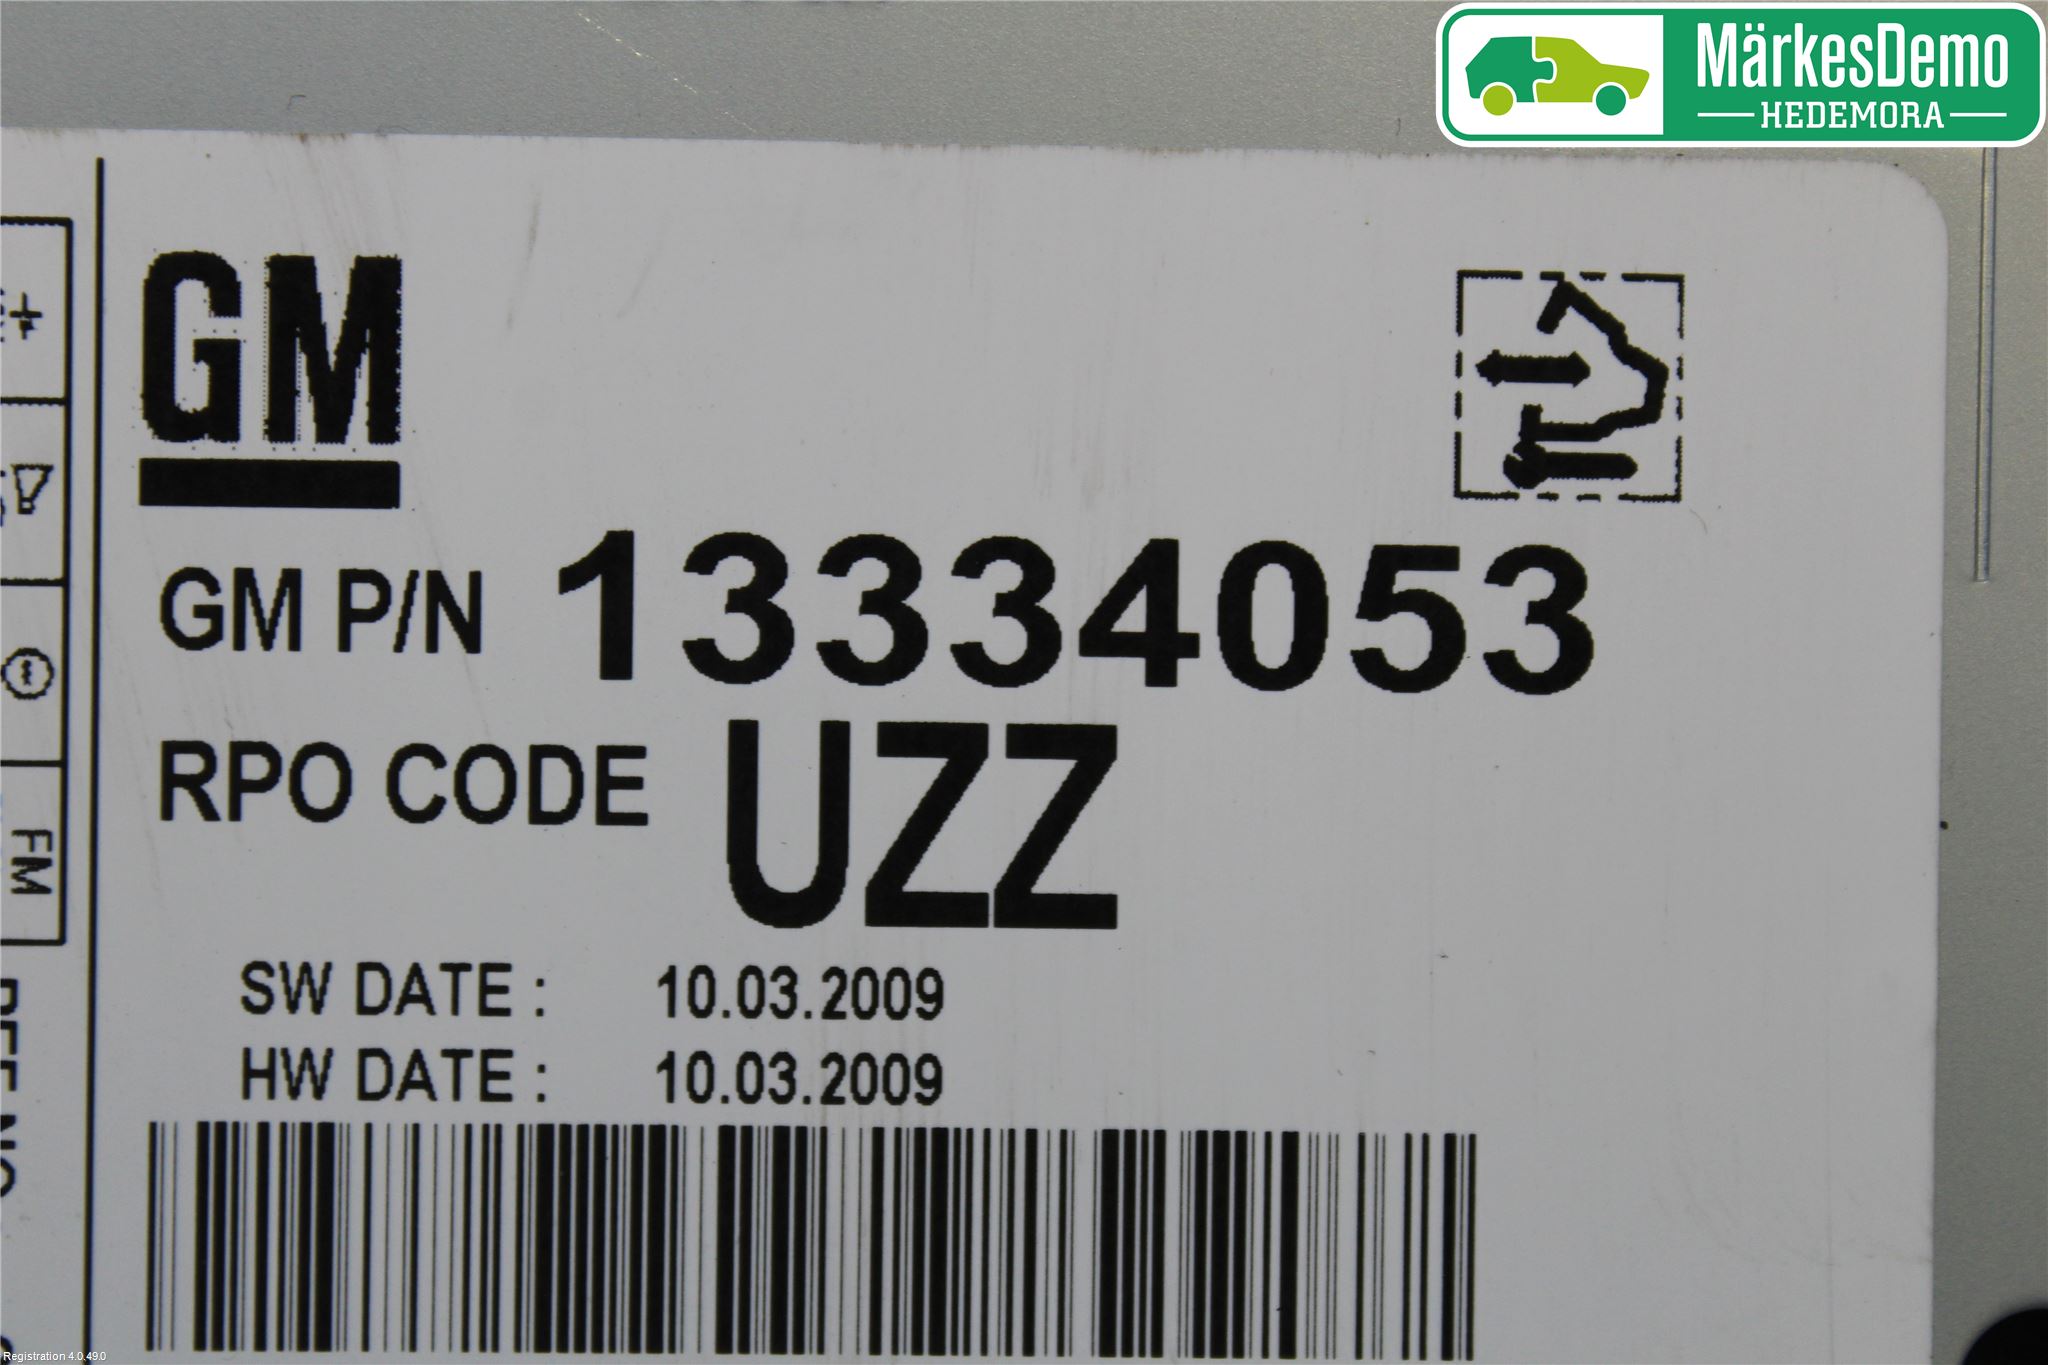 MärkesDemo
HEDEMORA
GM
GM P/N 13334053
RPO CODE UZZ
SW DATE : 10.03.2009
HW DATE : 10.03.2009
FM
Registration 4.0.49.0